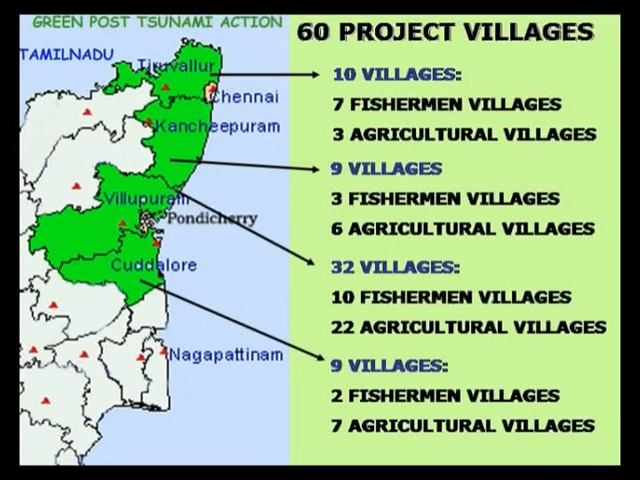 GREEN POST TSUNAMI ACTION
60 PROJECT VILLAGES
TAMILNADU
Tiruvallur
Chennai
Kancheepuram
Villupuram
Pondicherry
Cuddalore
Nagapattinam
10 VILLAGES:
7 FISHERMEN VILLAGES
3 AGRICULTURAL VILLAGES
9 VILLAGES
3 FISHERMEN VILLAGES
6 AGRICULTURAL VILLAGES
32 VILLAGES:
10 FISHERMEN VILLAGES
22 AGRICULTURAL VILLAGES
9 VILLAGES:
2 FISHERMEN VILLAGES
7 AGRICULTURAL VILLAGES